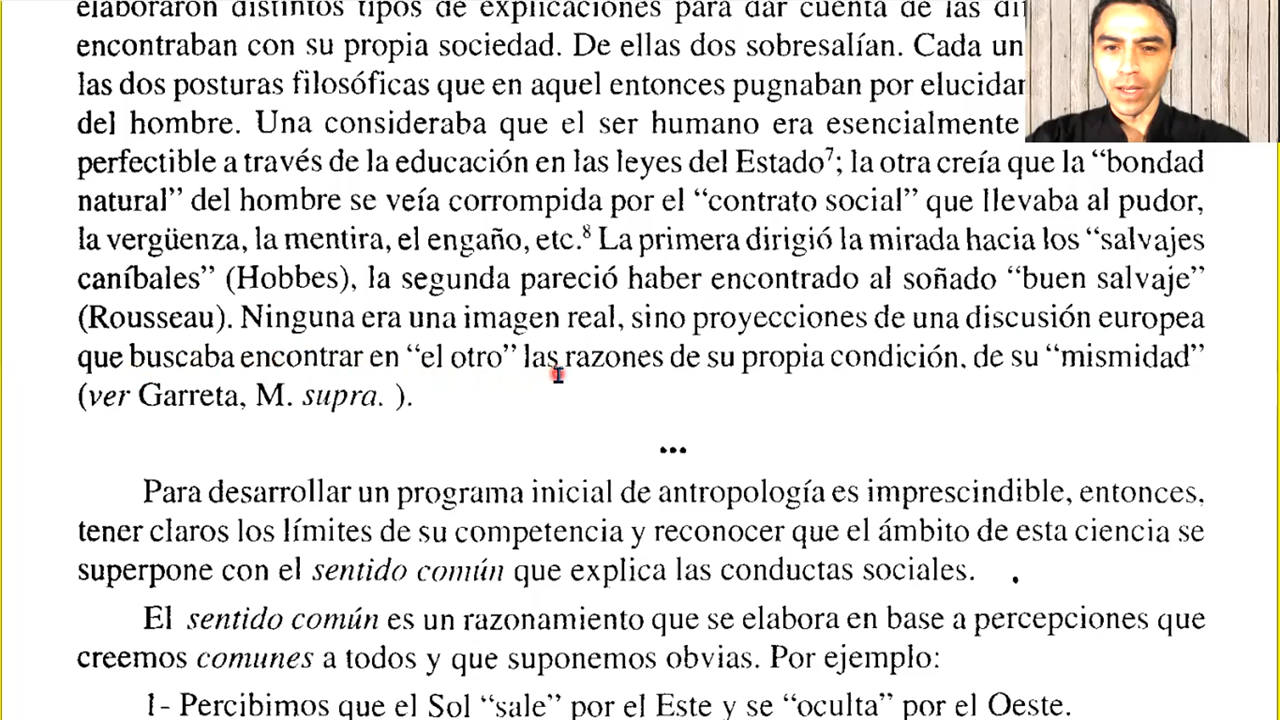 elaboraron distintos tipos de explicaciones para dar cuenta de las
encontraban con su propia sociedad. De ellas dos sobresalían. Cada
las dos posturas filosóficas que en aquel entonces pugnaban por
del hombre. Una consideraba que el ser humano era esencialmente
perfectible a través de la educación en las leyes del Estado⁷; la otra creía que la “bondad
natural” del hombre se veía corrompida por el “contrato social” que llevaba al pudor,
la vergüenza, la mentira, el engaño, etc.⁸ La primera dirigió la mirada hacia los “salvajes
caníbales” (Hobbes), la segunda pareció haber encontrado al soñado “buen salvaje”
(Rousseau). Ninguna era una imagen real, sino proyecciones de una discusión europea
que buscaba encontrar en “el otro” las razones de su propia condición, de su “mismidad”
(ver Garreta, M. supra. ).
...
Para desarrollar un programa inicial de antropología es imprescindible, entonces,
tener claros los límites de su competencia y reconocer que el ámbito de esta ciencia se
superpone con el sentido común que explica las conductas sociales.
El sentido común es un razonamiento que se elabora en base a percepciones que
creemos comunes a todos y que suponemos obvias. Por ejemplo:
1- Percibimos que el Sol “sale” por el Este y se “oculta” por el Oeste.